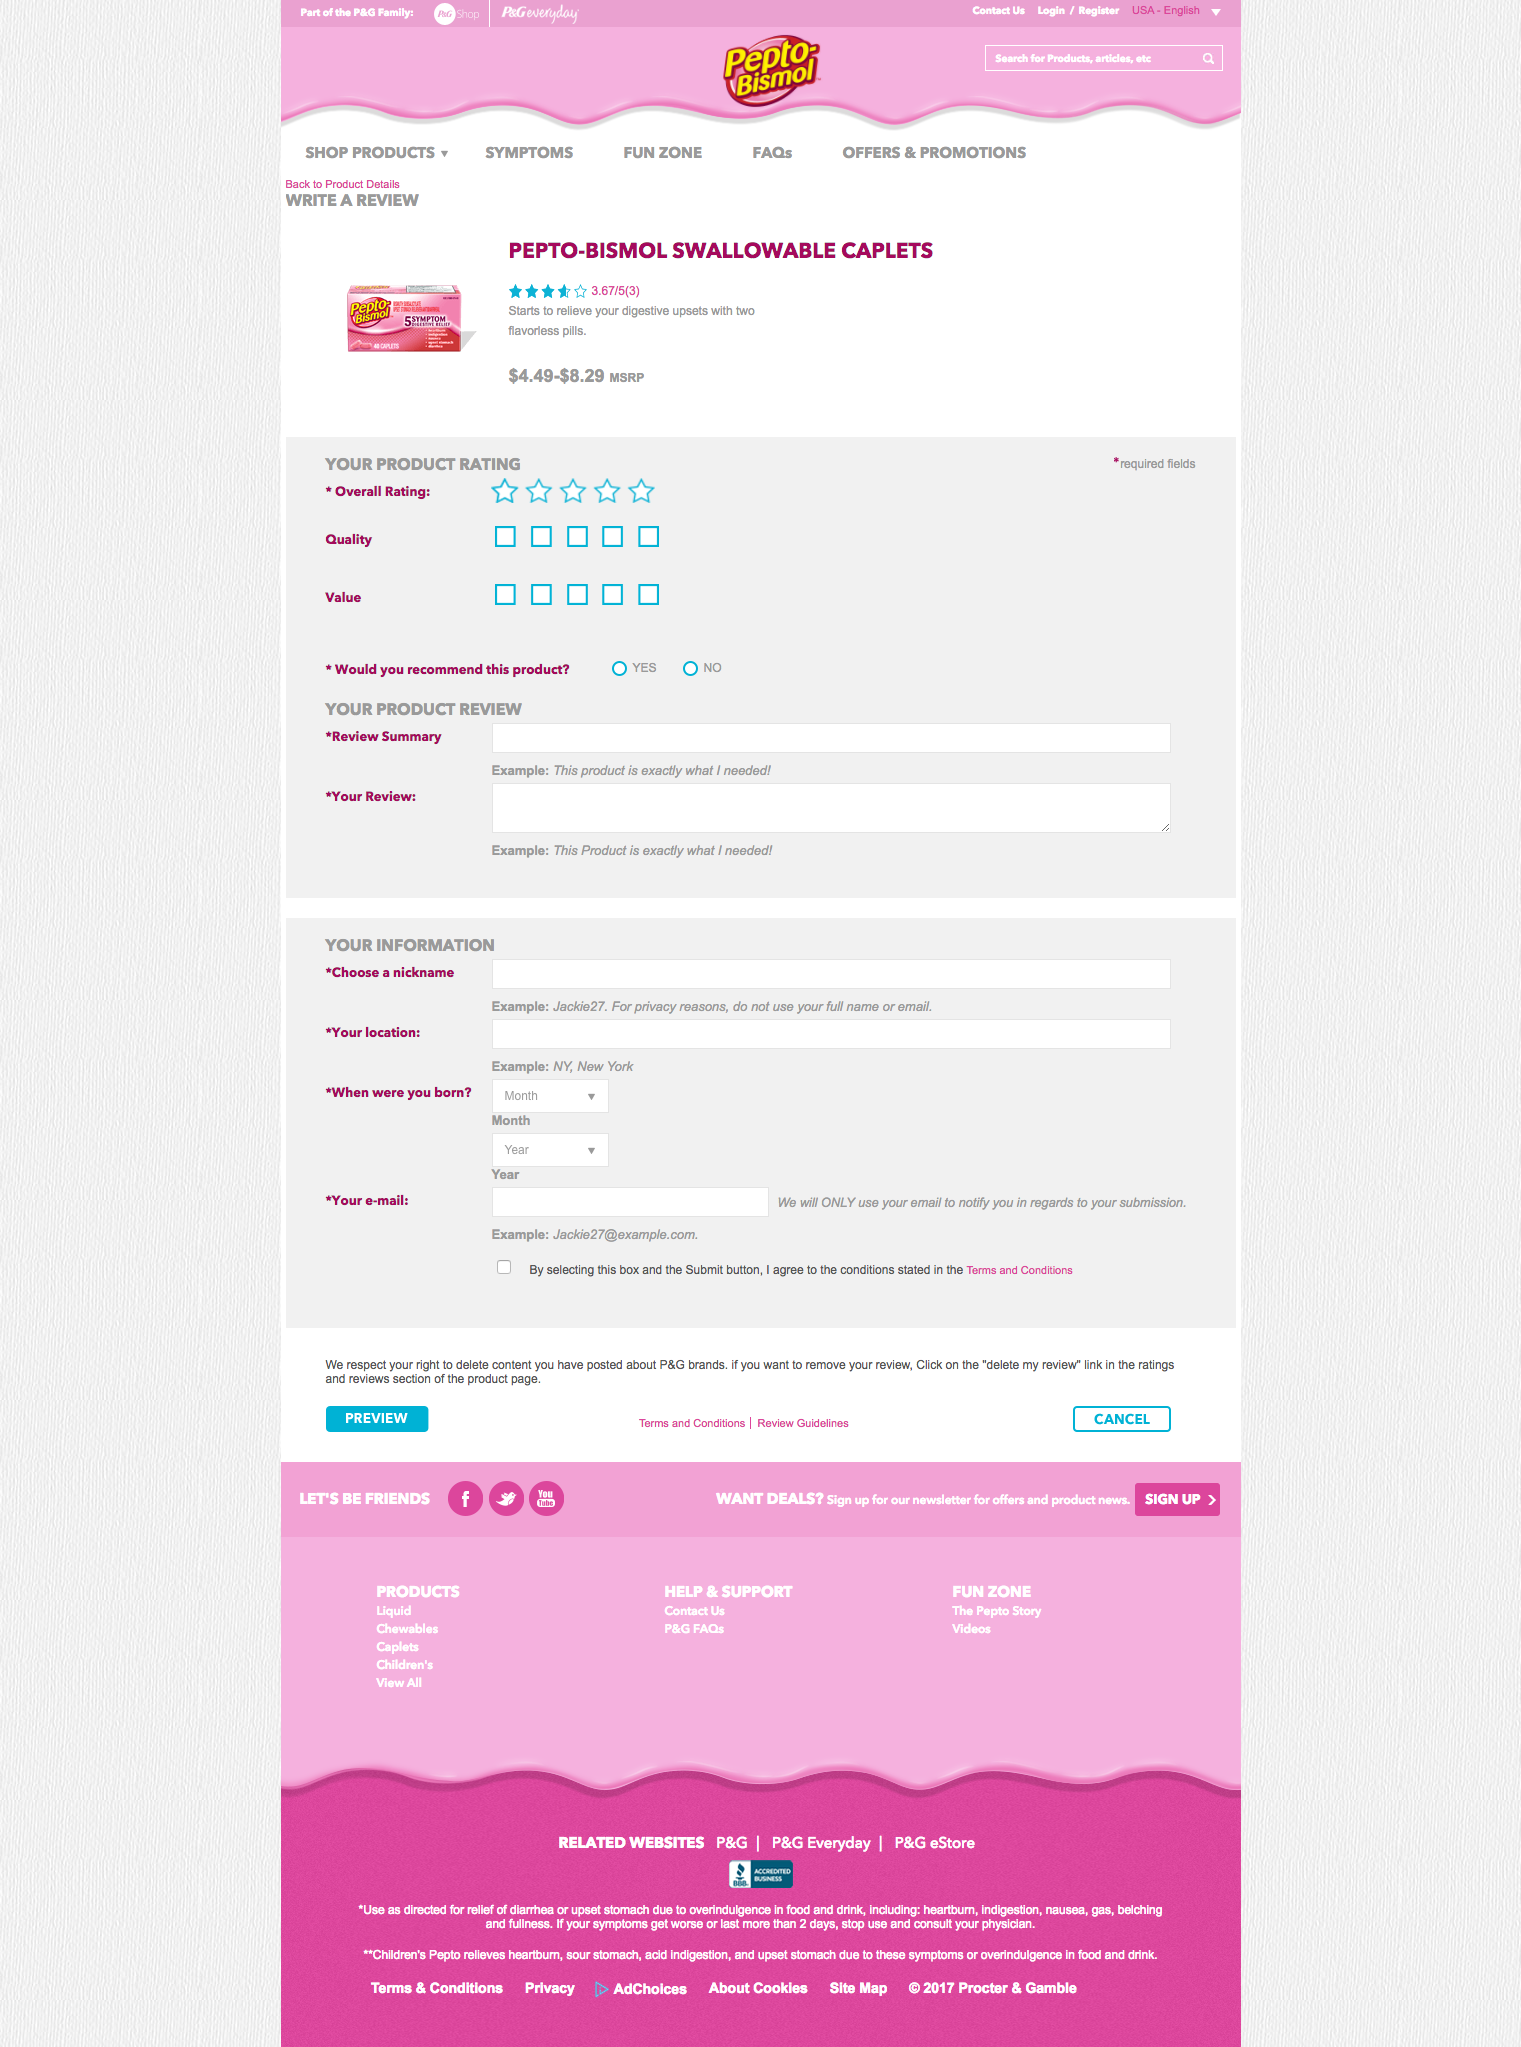 Part of the P&G Family:
P&G Shop
P&G everyday
Contact Us
Login / Register
USA - English
Pepto-
Bismol
Search for Products, articles, etc
SHOP PRODUCTS
SYMPTOMS
FUN ZONE
FAQs
OFFERS & PROMOTIONS
Back to Product Details
WRITE A REVIEW
PEPTO-BISMOL SWALLOWABLE CAPLETS
Pepto-
Bismol
5 SYMPTOM
DIGESTIVE RELIEF
40 CAPLETS
3.67/5(3)
Starts to relieve your digestive upsets with two
flavorless pills.
$4.49-$8.29 MSRP
YOUR PRODUCT RATING
*required fields
* Overall Rating:
Quality
Value
* Would you recommend this product?
YES
NO
YOUR PRODUCT REVIEW
*Review Summary
Example: This product is exactly what I needed!
*Your Review:
Example: This Product is exactly what I needed!
YOUR INFORMATION
*Choose a nickname
Example: Jackie27. For privacy reasons, do not use your full name or email.
*Your location:
Example: NY, New York
*When were you born?
Month
Month
Year
Year
*Your e-mail:
We will ONLY use your email to notify you in regards to your submission.
Example: Jackie27@example.com.
By selecting this box and the Submit button, I agree to the conditions stated in the Terms and Conditions
We respect your right to delete content you have posted about P&G brands. if you want to remove your review, Click on the "delete my review" link in the ratings
and reviews section of the product page.
PREVIEW
Terms and Conditions | Review Guidelines
CANCEL
LET'S BE FRIENDS
You
Tube
WANT DEALS? Sign up for our newsletter for offers and product news.
SIGN UP
PRODUCTS
Liquid
Chewables
Caplets
Children's
View All
HELP & SUPPORT
Contact Us
P&G FAQs
FUN ZONE
The Pepto Story
Videos
RELATED WEBSITES P&G | P&G Everyday | P&G eStore
BBB.
ACCREDITED
BUSINESS
*Use as directed for relief of diarrhea or upset stomach due to overindulgence in food and drink, including: heartburn, indigestion, nausea, gas, belching
and fullness. If your symptoms get worse or last more than 2 days, stop use and consult your physician.
**Children's Pepto relieves heartburn, sour stomach, acid indigestion, and upset stomach due to these symptoms or overindulgence in food and drink.
Terms & Conditions
Privacy
AdChoices
About Cookies
Site Map
© 2017 Procter & Gamble